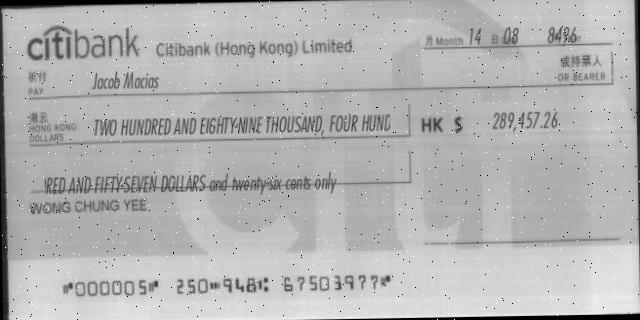 citibank Citibank (Hong Kong) Limited 月 Month 14 日 08 8486
祈付 PAY Jacob Macias 或持票人 OR BEARER
港元 HONG KONG DOLLARS TWO HUNDRED AND EIGHTY-NINE THOUSAND, FOUR HUND HK $ 289,457.26
RED AND FIFTY-SEVEN DOLLARS and twenty-six cents only
WONG CHUNG YEE
⑈000005⑈ 250⑉948⑆ 67503977⑈